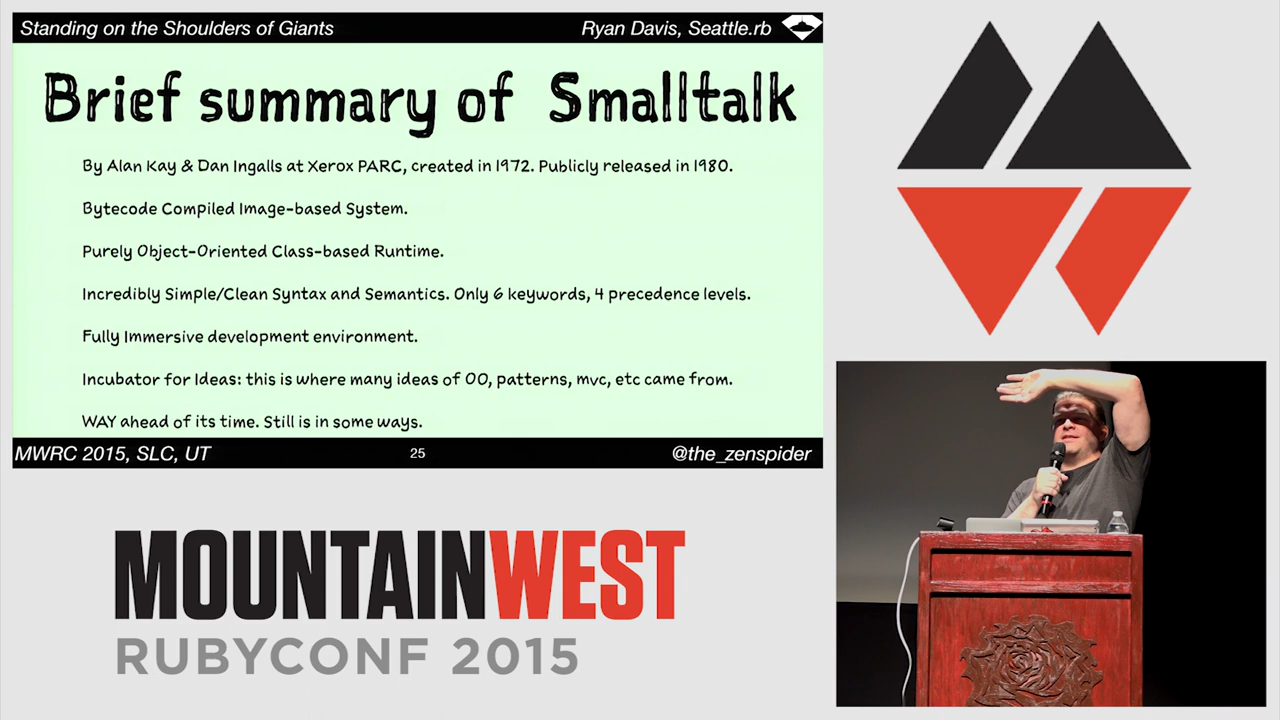 Standing on the Shoulders of Giants
Ryan Davis, Seattle.rb
Brief summary of Smalltalk
By Alan Kay & Dan Ingalls at Xerox PARC, created in 1972. Publicly released in 1980.
Bytecode Compiled Image-based System.
Purely Object-Oriented Class-based Runtime.
Incredibly Simple/Clean Syntax and Semantics. Only 6 keywords, 4 precedence levels.
Fully Immersive development environment.
Incubator for Ideas: this is where many ideas of OO, patterns, mvc, etc came from.
WAY ahead of its time. Still is in some ways.
MWRC 2015, SLC, UT
25
@the_zenspider
MOUNTAINWEST
RUBYCONF 2015